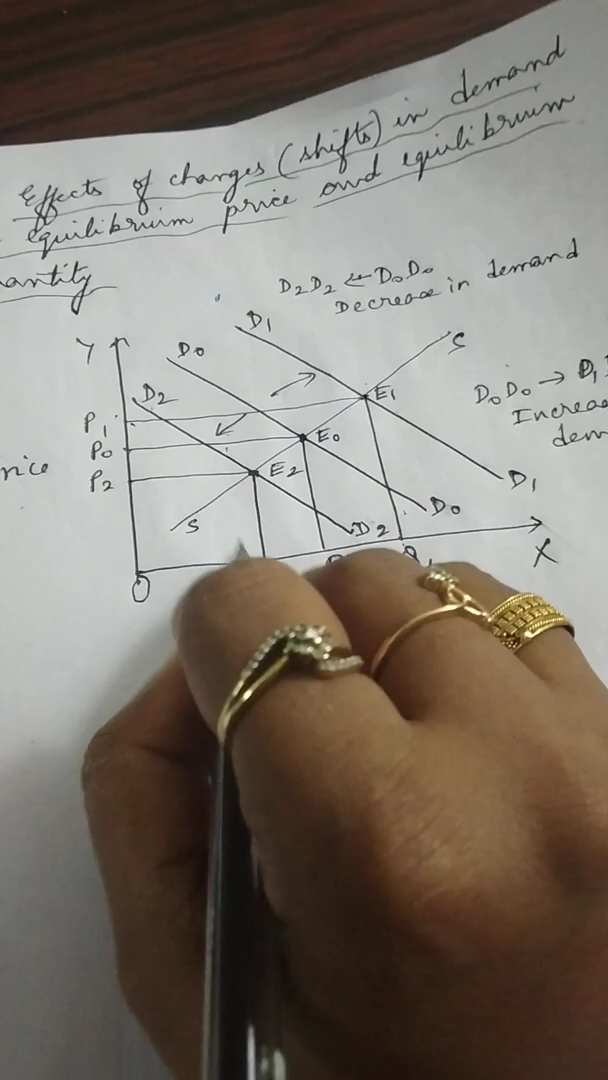 Effects of changes (shifts) in demand
equilibrium price and equilibrium
antity
D2D2 ← D0D0
Decrease in demand
D1
Y
D0
S
D2
E1
D0D0 → D1
P1
Increa
P0
E0
dem
rice
P2
E2
D1
S
D2
D0
X
O